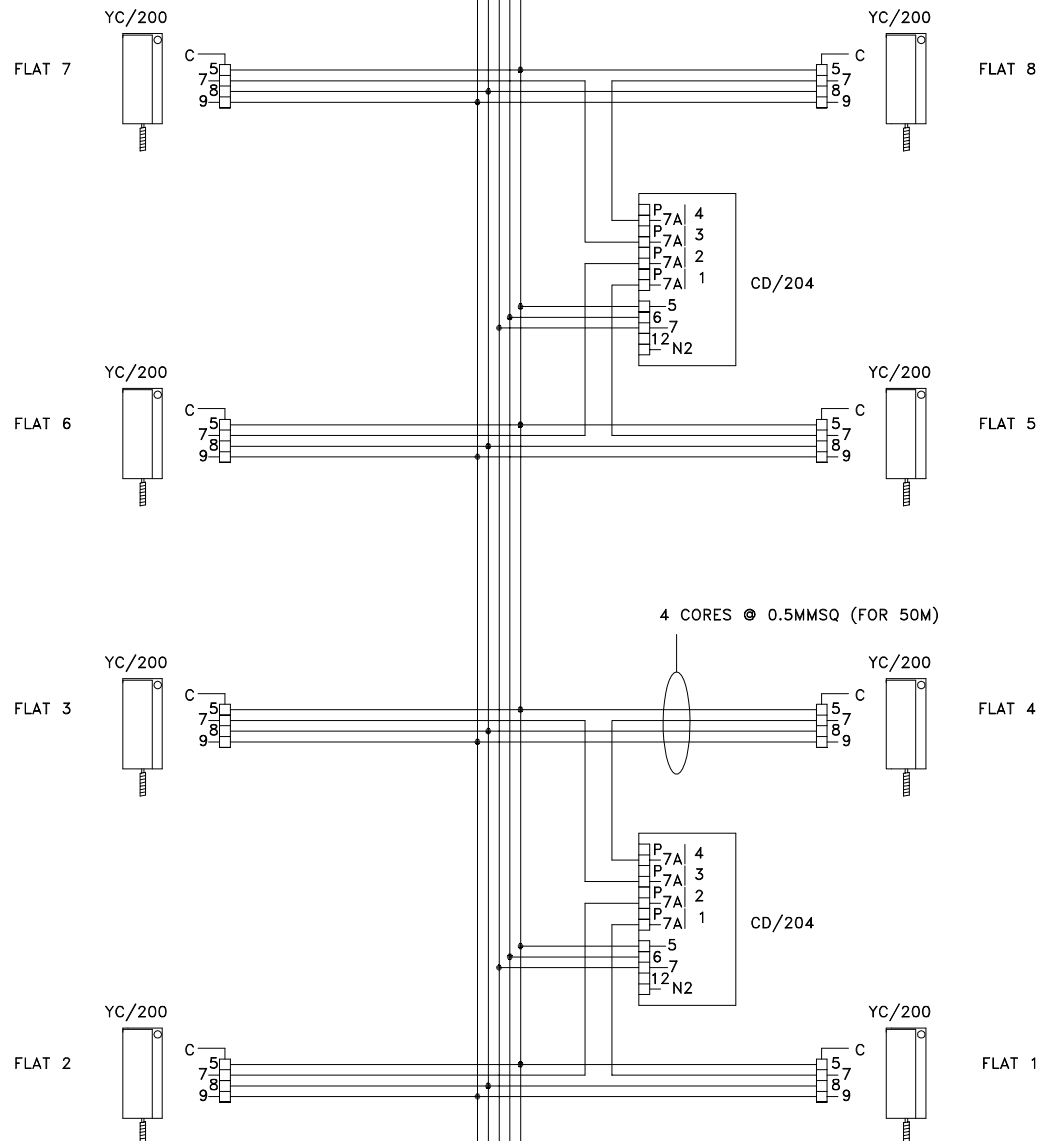 YC/200 YC/200
FLAT 7 C 5 7 8 9 C 5 7 8 9 FLAT 8
P 7A 4
P 7A 3
P 7A 2
P 7A 1
CD/204
5
6
7
12
N2
YC/200 YC/200
FLAT 6 C 5 7 8 9 C 5 7 8 9 FLAT 5
4 CORES @ 0.5MMSQ (FOR 50M)
YC/200 YC/200
FLAT 3 C 5 7 8 9 C 5 7 8 9 FLAT 4
P 7A 4
P 7A 3
P 7A 2
P 7A 1
CD/204
5
6
7
12
N2
YC/200 YC/200
FLAT 2 C 5 7 8 9 C 5 7 8 9 FLAT 1